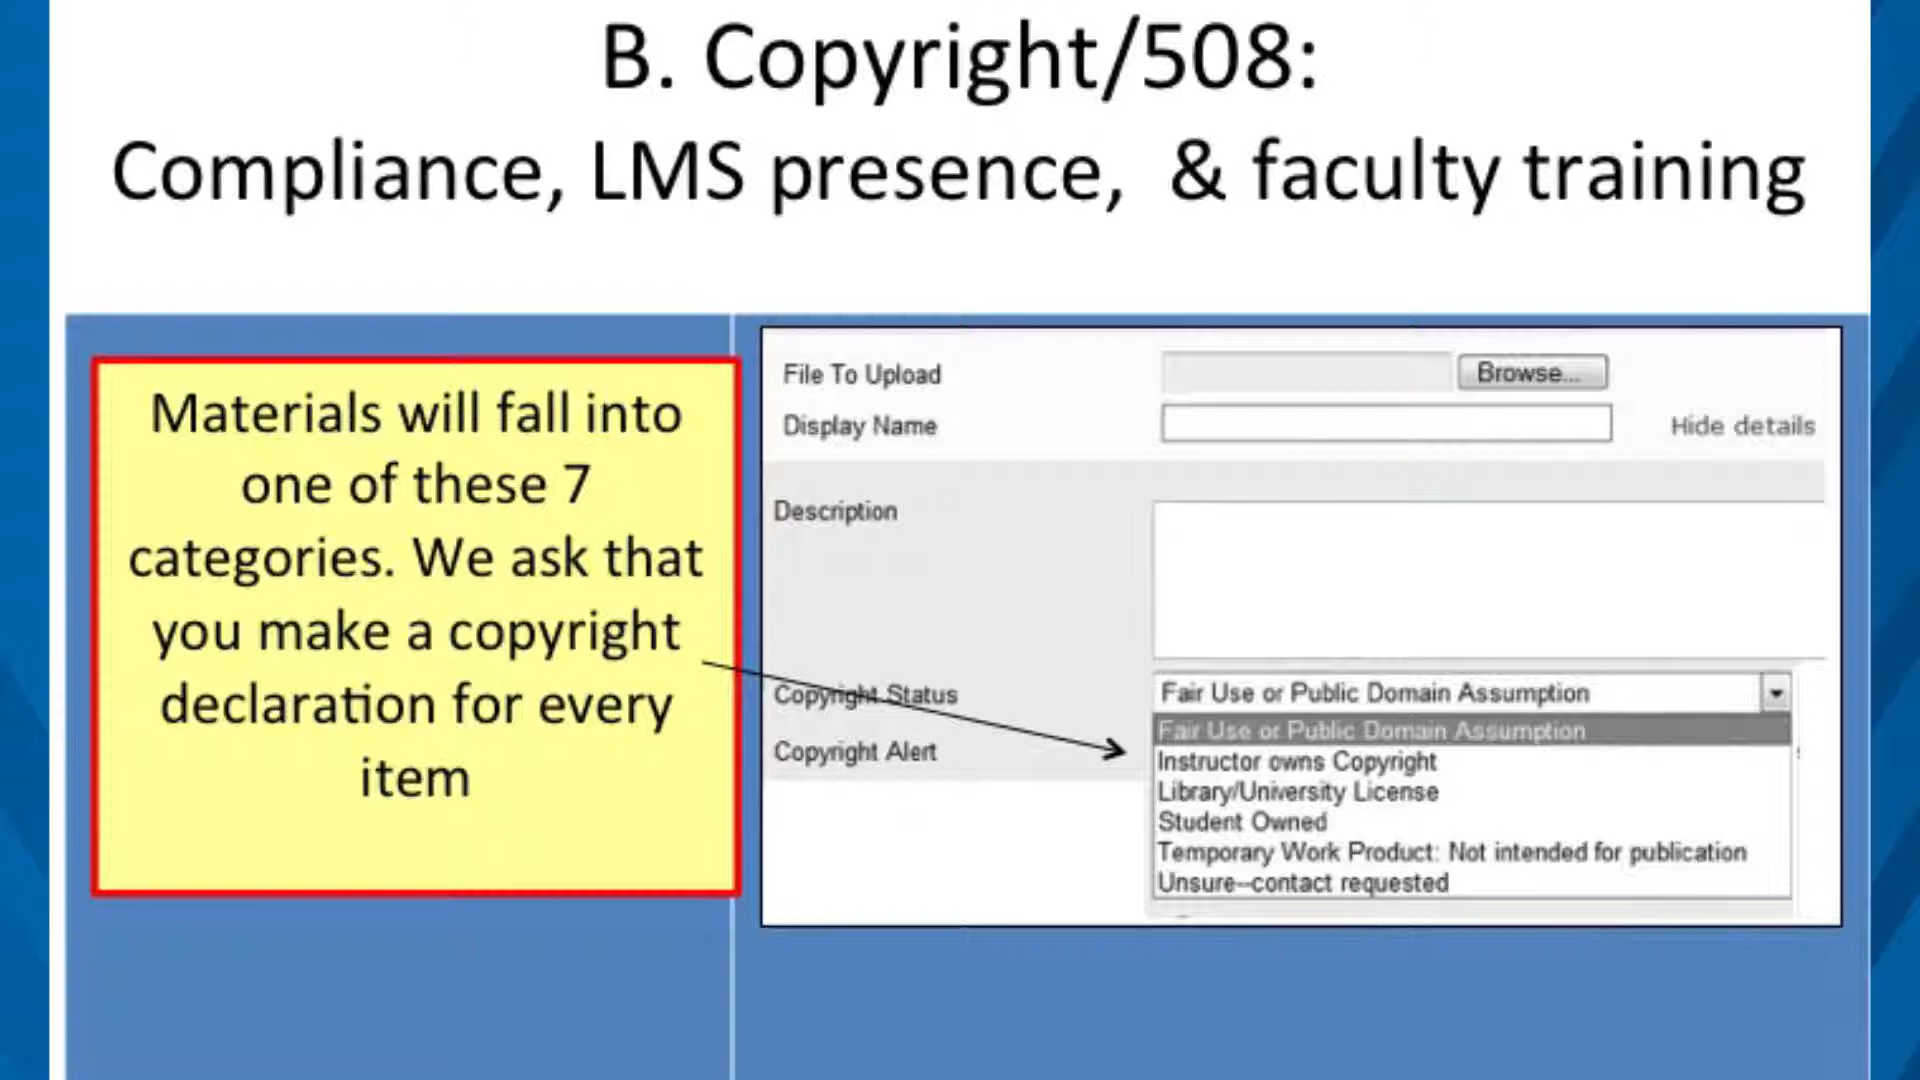 B. Copyright/508:
Compliance, LMS presence, & faculty training
Materials will fall into
one of these 7
categories. We ask that
you make a copyright
declaration for every
item
File To Upload
Browse...
Display Name
Hide details
Description
Copyright Status
Fair Use or Public Domain Assumption
Fair Use or Public Domain Assumption
Instructor owns Copyright
Library/University License
Student Owned
Temporary Work Product: Not intended for publication
Unsure--contact requested
Copyright Alert